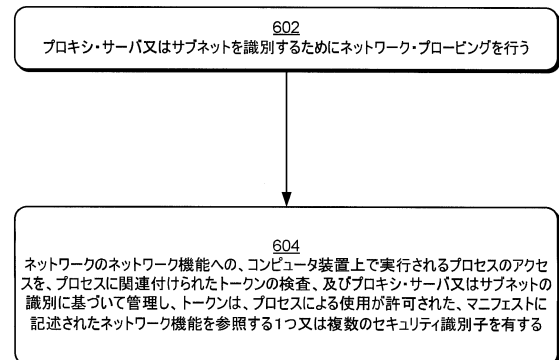 602
プロキシ・サーバ又はサブネットを識別するためにネットワーク・プロービングを行う
604
ネットワークのネットワーク機能への、コンピュータ装置上で実行されるプロセスのアクセ
スを、プロセスに関連付けられたトークンの検査、及びプロキシ・サーバ又はサブネットの
識別に基づいて管理し、トークンは、プロセスによる使用が許可された、マニフェストに
記述されたネットワーク機能を参照する1つ又は複数のセキュリティ識別子を有する